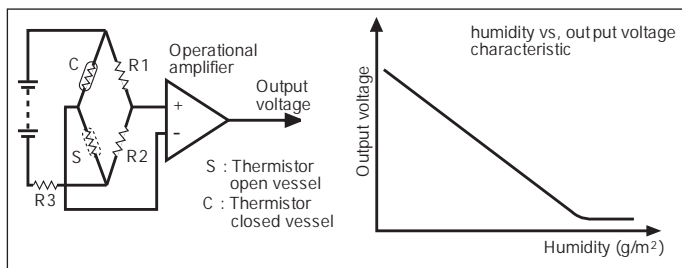 C
R1
S
R2
R3
Operational
amplifier
+
-
Output
voltage
S : Thermistor
open vessel
C : Thermistor
closed vessel
humidity vs, output voltage
characteristic
Output voltage
Humidity (g/m²)